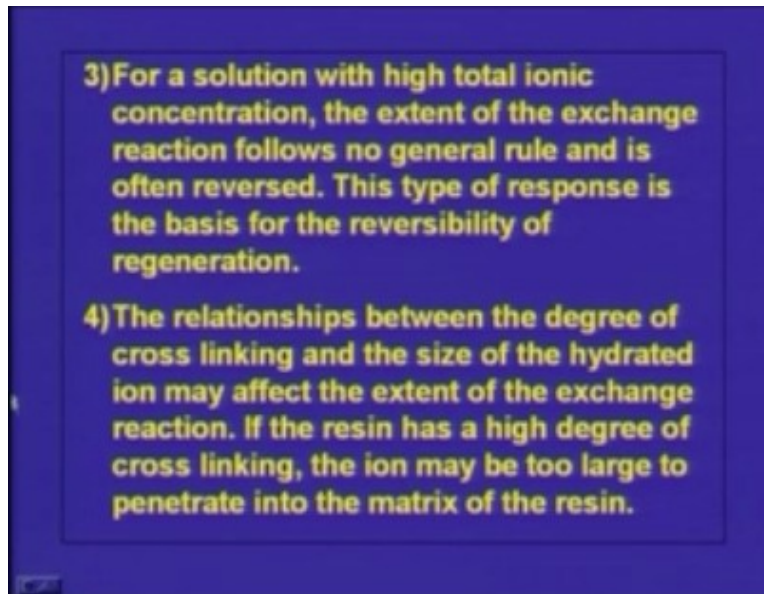 3)For a solution with high total ionic
concentration, the extent of the exchange
reaction follows no general rule and is
often reversed. This type of response is
the basis for the reversibility of
regeneration.
4)The relationships between the degree of
cross linking and the size of the hydrated
ion may affect the extent of the exchange
reaction. If the resin has a high degree of
cross linking, the ion may be too large to
penetrate into the matrix of the resin.